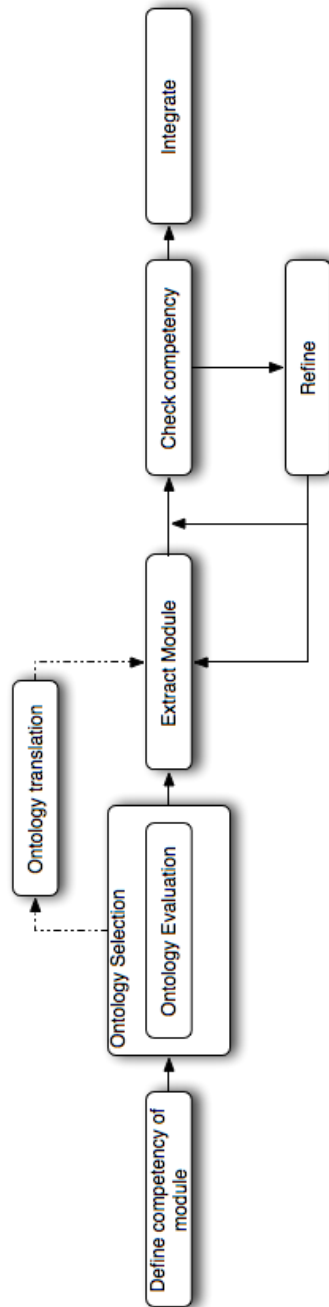 Define competency of
module
Ontology Selection
Ontology Evaluation
Ontology translation
Extract Module
Check competency
Refine
Integrate